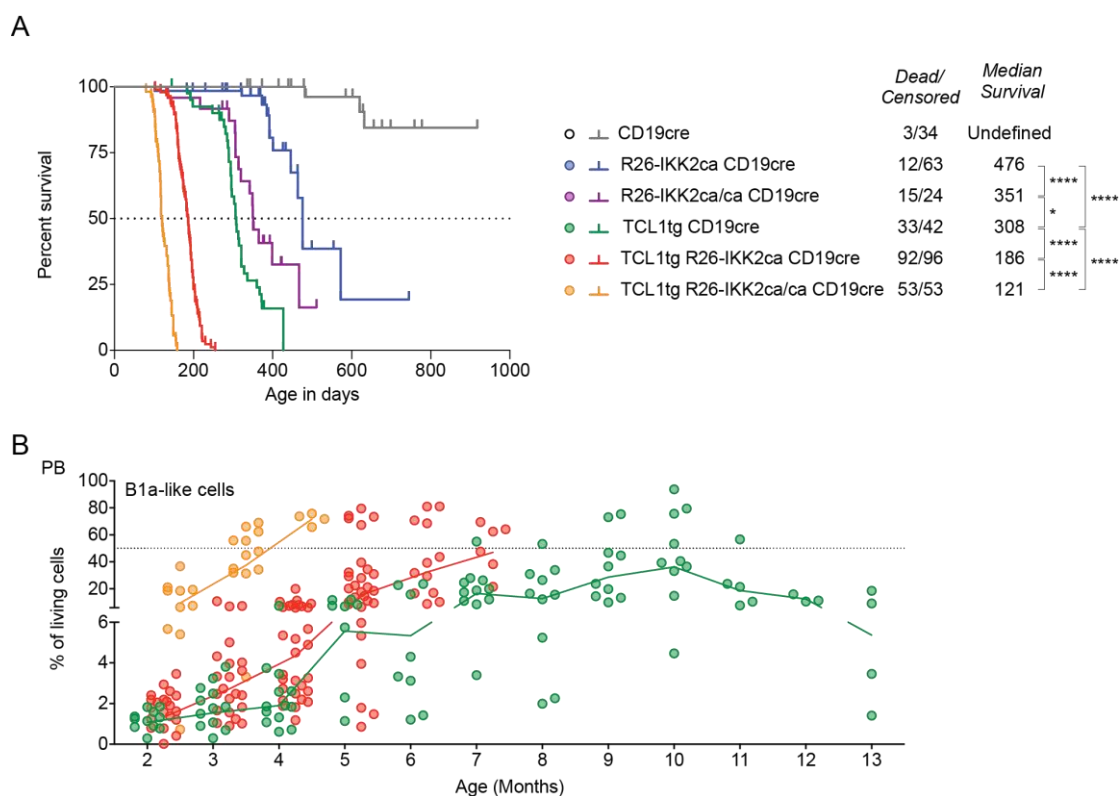 A
Dead/ Median
Censored Survival
CD19cre 3/34 Undefined
R26-IKK2ca CD19cre 12/63 476
R26-IKK2ca/ca CD19cre 15/24 351
TCL1tg CD19cre 33/42 308
TCL1tg R26-IKK2ca CD19cre 92/96 186
TCL1tg R26-IKK2ca/ca CD19cre 53/53 121
****
*
****
****
****
****
Percent survival
100
75
50
25
0
0 200 400 600 800 1000
Age in days
B
PB
B1a-like cells
% of living cells
100
80
60
40
20
6
4
2
0
2 3 4 5 6 7 8 9 10 11 12 13
Age (Months)